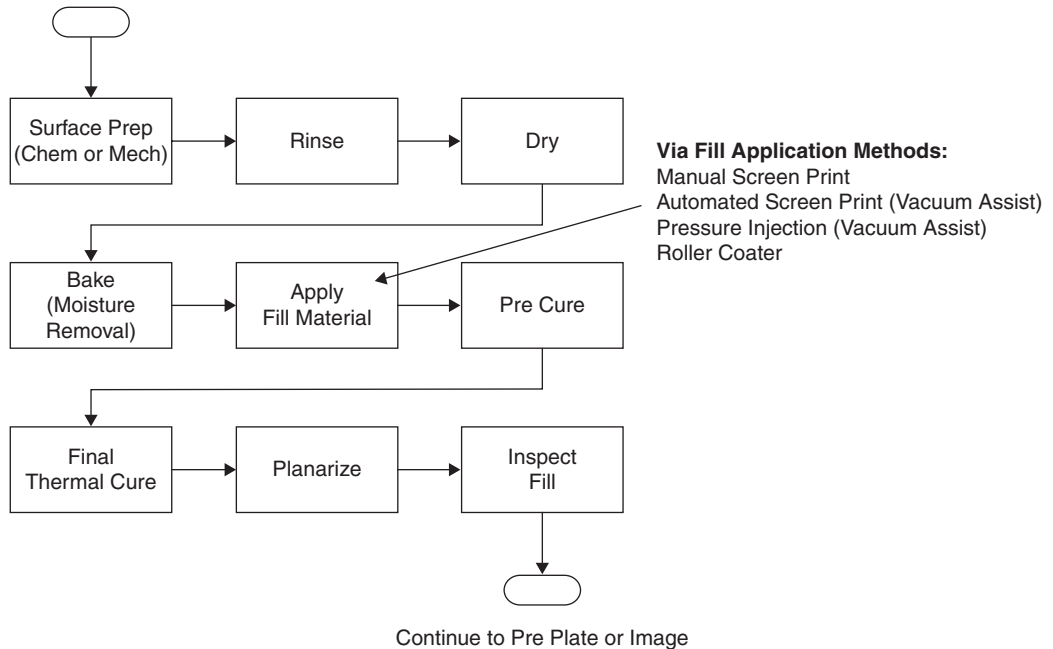 Surface Prep
(Chem or Mech)
Rinse
Dry
Via Fill Application Methods:
Manual Screen Print
Automated Screen Print (Vacuum Assist)
Pressure Injection (Vacuum Assist)
Roller Coater
Bake
(Moisture
Removal)
Apply
Fill Material
Pre Cure
Final
Thermal Cure
Planarize
Inspect
Fill
Continue to Pre Plate or Image